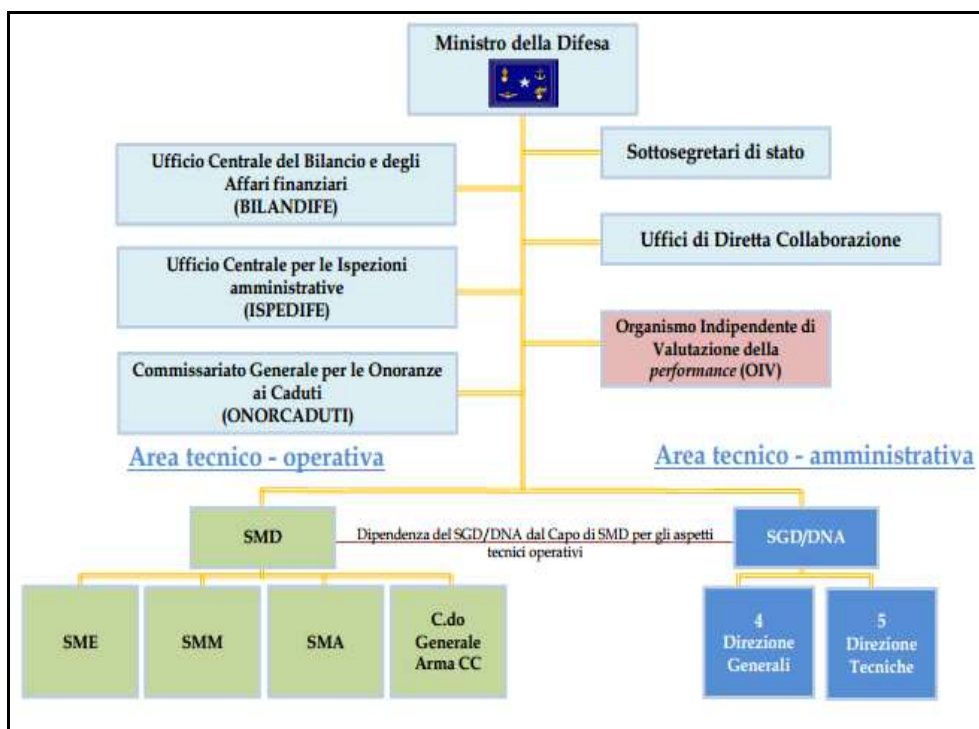 Ministro della Difesa
Sottosegretari di stato
Ufficio Centrale del Bilancio e degli
Affari finanziari
(BILANDIFE)
Uffici di Diretta Collaborazione
Ufficio Centrale per le Ispezioni
amministrative
(ISPEDIFE)
Organismo Indipendente di
Valutazione della
performance (OIV)
Commissariato Generale per le Onoranze
ai Caduti
(ONORCADUTI)
Area tecnico - operativa
Area tecnico - amministrativa
SMD
Dipendenza del SGD/DNA dal Capo di SMD per gli aspetti
tecnici operativi
SGD/DNA
SME
SMM
SMA
C.do
Generale
Arma CC
4
Direzione
Generali
5
Direzione
Tecniche